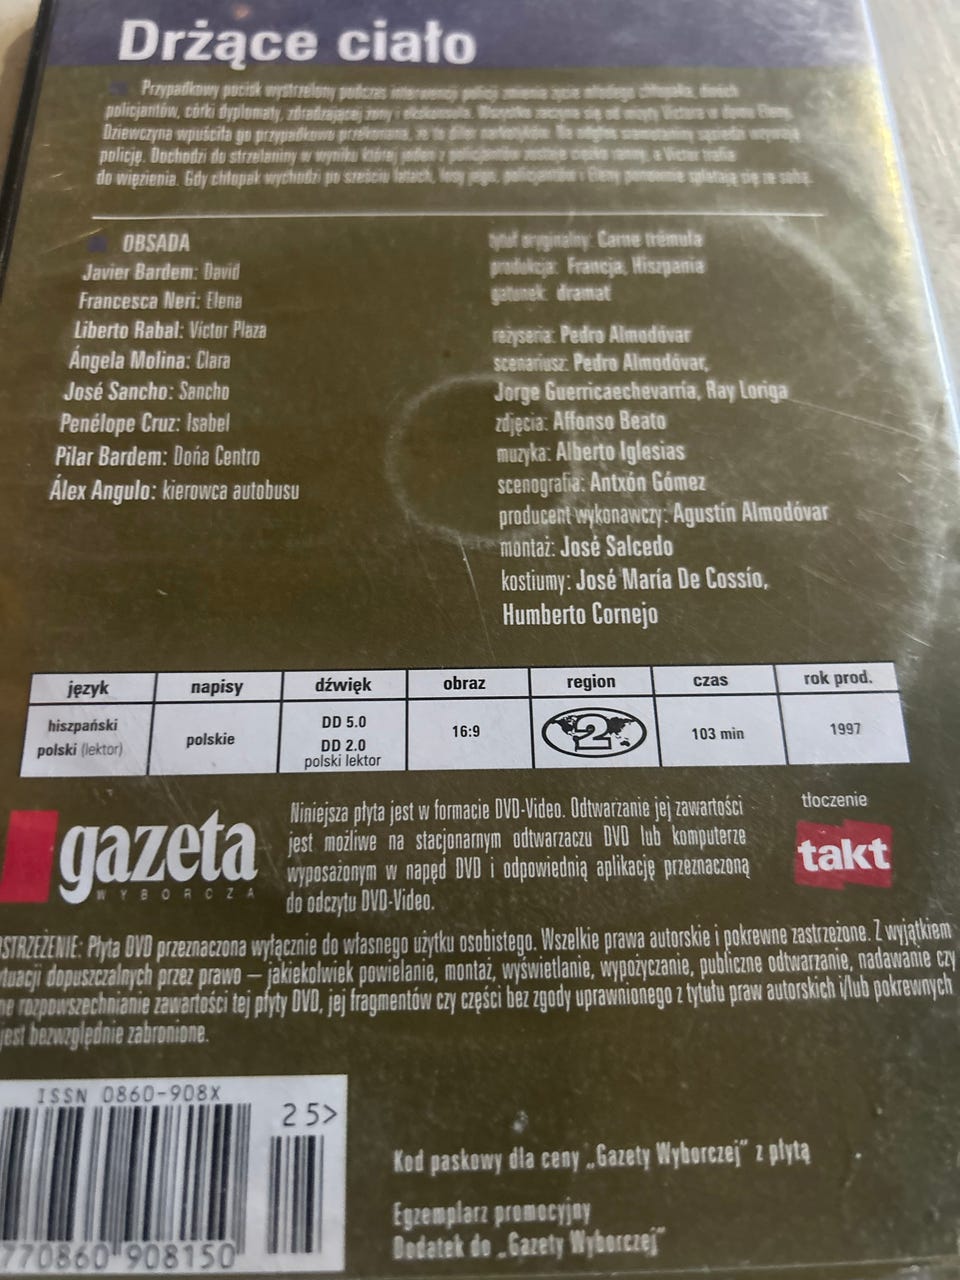 Drżące ciało
Przypadkowy pocisk wystrzelony podczas interwencji policji zmienia życie młodego chłopaka, dwóch
policjantów, córki dyplomaty, zdradzającej żony i ekskonwikta. Wszystko zaczyna się od wizyty Victora w domu Eleny.
Dziewczyna wpuściła go przypadkowo przekonana, że to diler narkotyków. Na odgłos szamotaniny sąsiedzi wzywają
policję. Dochodzi do strzelaniny w wyniku której jeden z policjantów zostaje ciężko ranny, a Victor trafia
do więzienia. Gdy chłopak wychodzi po sześciu latach, losy jego, policjantów i Eleny ponownie splatają się ze sobą.
OBSADA
Javier Bardem: David
Francesca Neri: Elena
Liberto Rabal: Víctor Plaza
Ángela Molina: Clara
José Sancho: Sancho
Penélope Cruz: Isabel
Pilar Bardem: Doña Centro
Álex Angulo: kierowca autobusu
tytuł oryginalny: Carne trémula
produkcja: Francja, Hiszpania
gatunek: dramat
reżyseria: Pedro Almodóvar
scenariusz: Pedro Almodóvar,
Jorge Guerricaechevarría, Ray Loriga
zdjęcia: Affonso Beato
muzyka: Alberto Iglesias
scenografia: Antxón Gómez
producent wykonawczy: Agustín Almodóvar
montaż: José Salcedo
kostiumy: José María De Cossío,
Humberto Cornejo
język napisy dźwięk obraz region czas rok prod.
hiszpański
polski (lektor)
polskie
DD 5.0
DD 2.0
polski lektor
16:9
2
103 min
1997
gazeta
WYBORCZA
Niniejsza płyta jest w formacie DVD-Video. Odtwarzanie jej zawartości
jest możliwe na stacjonarnym odtwarzaczu DVD lub komputerze
wyposażonym w napęd DVD i odpowiednią aplikację przeznaczoną
do odczytu DVD-Video.
tłoczenie
takt
STRZEŻENIE: Płyta DVD przeznaczona wyłącznie do własnego użytku osobistego. Wszelkie prawa autorskie i pokrewne zastrzeżone. Z wyjątkiem
tuacji dopuszczalnych przez prawo – jakiekolwiek powielanie, montaż, wyświetlanie, wypożyczanie, publiczne odtwarzanie, nadawanie czy
ne rozpowszechnianie zawartości tej płyty DVD, jej fragmentów czy części bez zgody uprawnionego z tytułu praw autorskich i/lub pokrewnych
jest bezwzględnie zabronione.
ISSN 0860-908X
25>
770860 908150
Kod paskowy dla ceny „Gazety Wyborczej” z płytą
Egzemplarz promocyjny
Dodatek do „Gazety Wyborczej”